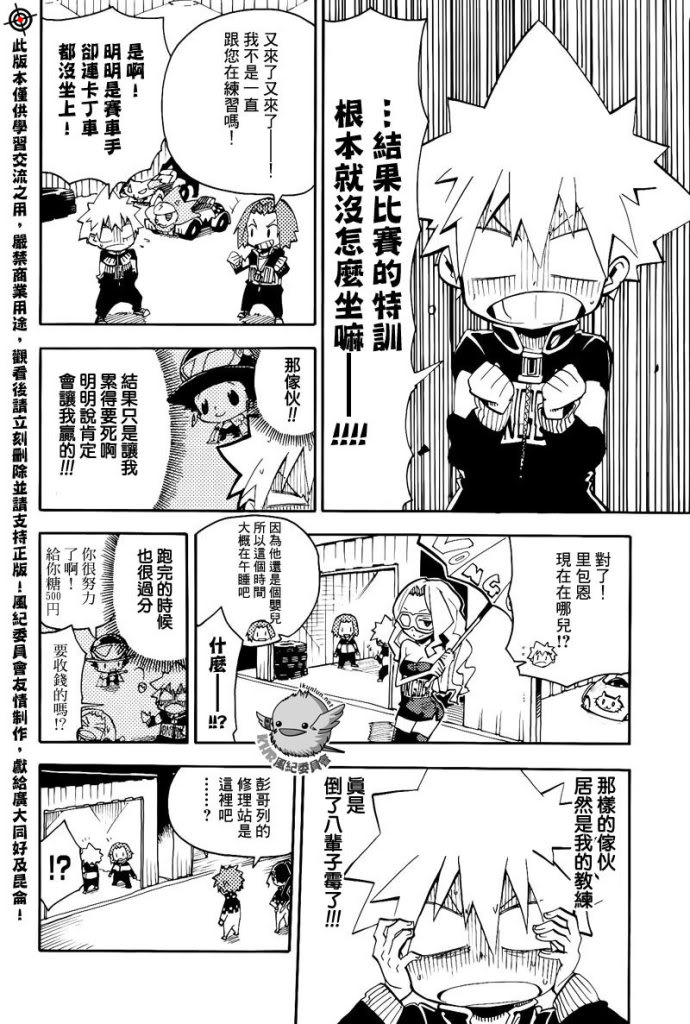 …結果比賽的特訓
根本就沒怎麼坐嘛——!!!!
又來了又來了——
我不是一直
跟您在練習嗎！
是啊！
明明是賽車手
卻連卡丁車
都沒坐上！
那傢伙!!
結果只是讓我
累得要死啊
明明說肯定
會讓我贏的!!!
對了！
里包恩
現在在哪兒!?
因為他還是個嬰兒
所以這個時間
大概在午睡吧
什麼——!!?
跑完的時候
也很過分
你很努力
了啊！
給你糖500円
要收錢的嗎!?
那樣的傢伙
居然是我的教練
真是
倒了八輩子霉了!!!
彭哥列的
修理站是
這裡吧?
!?
ikunlun.net
KHR風紀委員會
此版本僅供學習交流之用，嚴禁商業用途，觀看後請立刻刪除並請支持正版！風紀委員會友情制作，獻給廣大同好及昆侖！